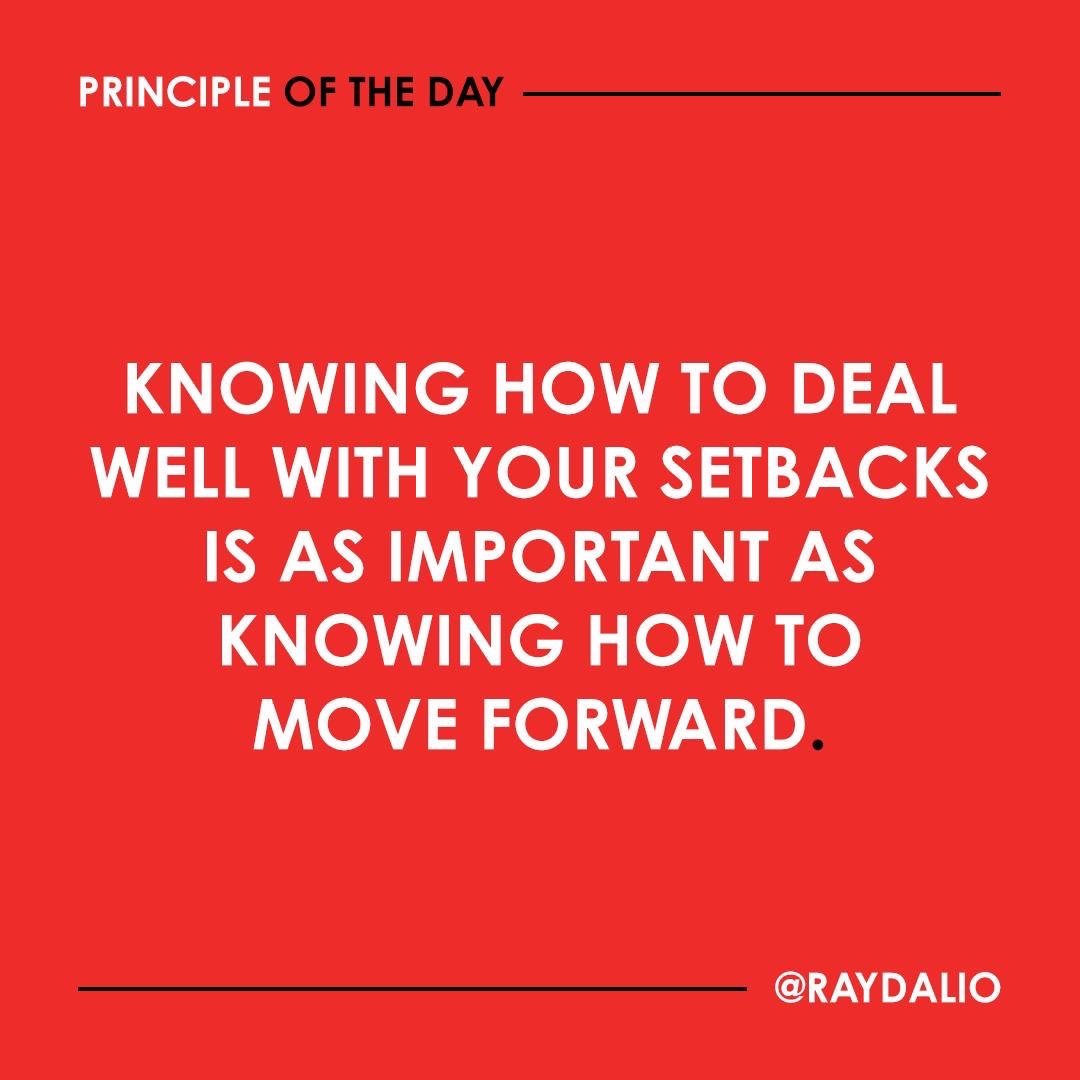 PRINCIPLE OF THE DAY
KNOWING HOW TO DEAL
WELL WITH YOUR SETBACKS
IS AS IMPORTANT AS
KNOWING HOW TO
MOVE FORWARD.
@RAYDALIO